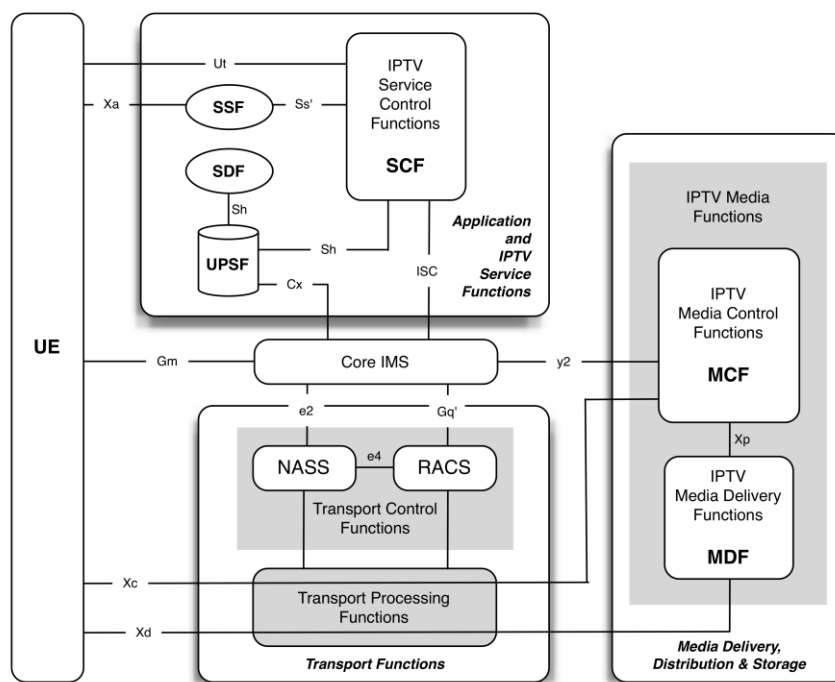 UE
Ut
Xa
SSF
Ss'
IPTV
Service
Control
Functions
SCF
SDF
Sh
UPSF
Sh
Cx
ISC
Application
and
IPTV
Service
Functions
Gm
Core IMS
y2
e2
Gq'
NASS
e4
RACS
Transport Control
Functions
Xc
Xd
Transport Processing
Functions
Transport Functions
IPTV Media
Functions
IPTV
Media Control
Functions
MCF
Xp
IPTV
Media Delivery
Functions
MDF
Media Delivery,
Distribution & Storage